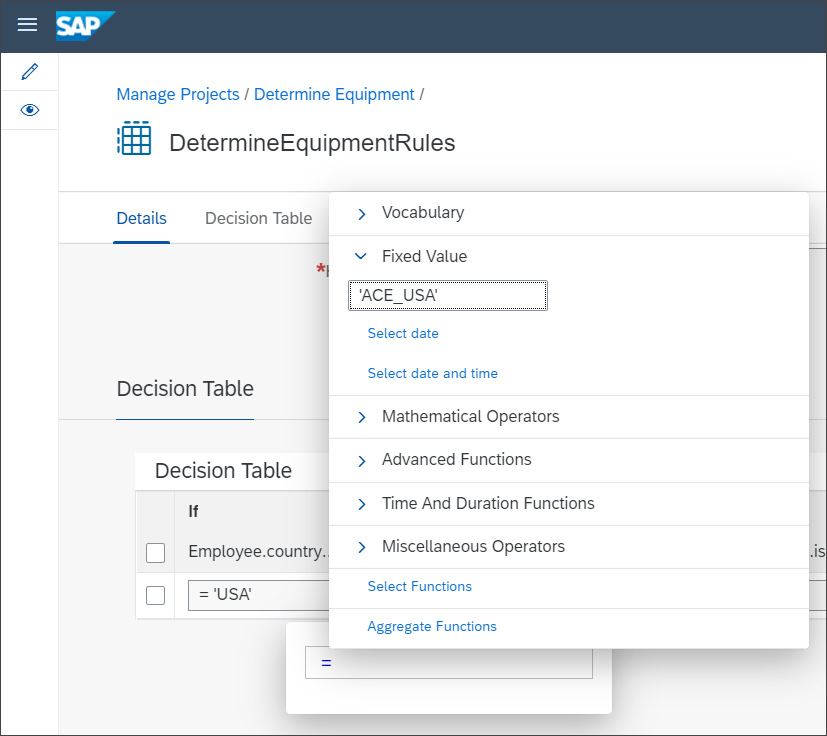 SAP
Manage Projects / Determine Equipment /
DetermineEquipmentRules
Details
Decision Table
Vocabulary
Fixed Value
*
'ACE_USA'
Select date
Select date and time
Decision Table
Mathematical Operators
Advanced Functions
Time And Duration Functions
Miscellaneous Operators
Select Functions
Aggregate Functions
Decision Table
If
Employee.country..
.is
= 'USA'
=